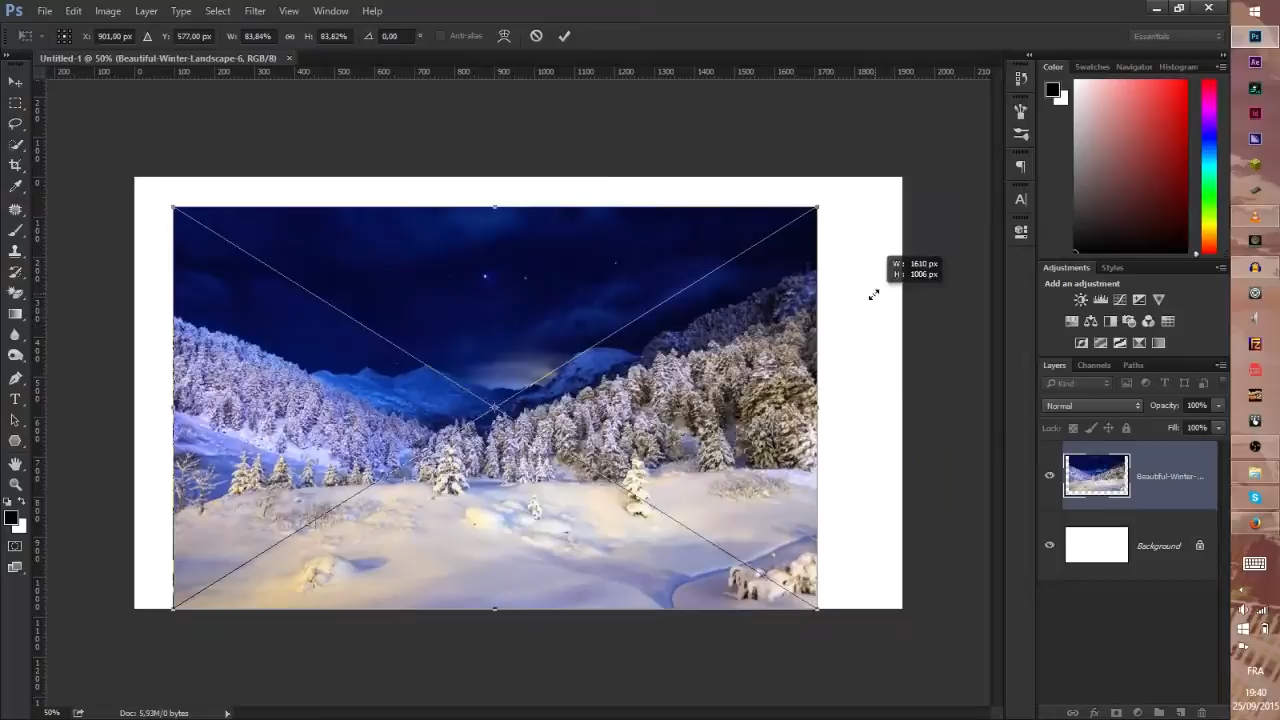 Ps File Edit Image Layer Type Select Filter View Window Help
X: 901,00 px Y: 577,00 px W: 83,84% H: 83,82% 0,00 ° Anti-alias Essentials
Untitled-1 @ 50% (Beautiful-Winter-Landscape-6, RGB/8) ×
200 100 0 100 200 300 400 500 600 700 800 900 1000 1100 1200 1300 1400 1500 1600 1700 1800 1900 2000 210
Color Swatches Navigator Histogram
W: 1610 px
H: 1006 px
Adjustments Styles
Add an adjustment
Layers Channels Paths
Kind
Normal Opacity: 100%
Lock: Fill: 100%
Beautiful-Winter-...
Background
50% Doc: 5,93M/0 bytes
FRA
19:40
25/09/2015